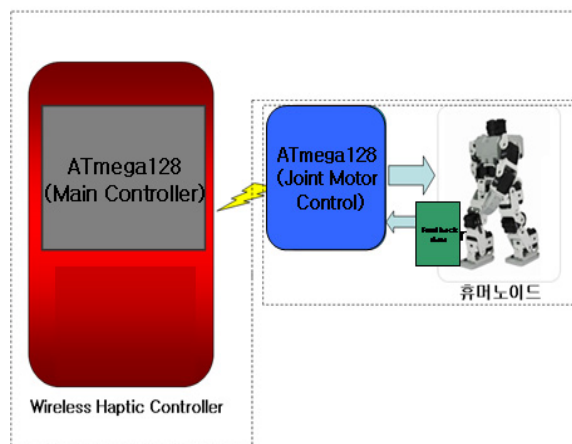 ATmega128
(Main Controller)
ATmega128
(Joint Motor
Control)
휴머노이드
Wireless Haptic Controller